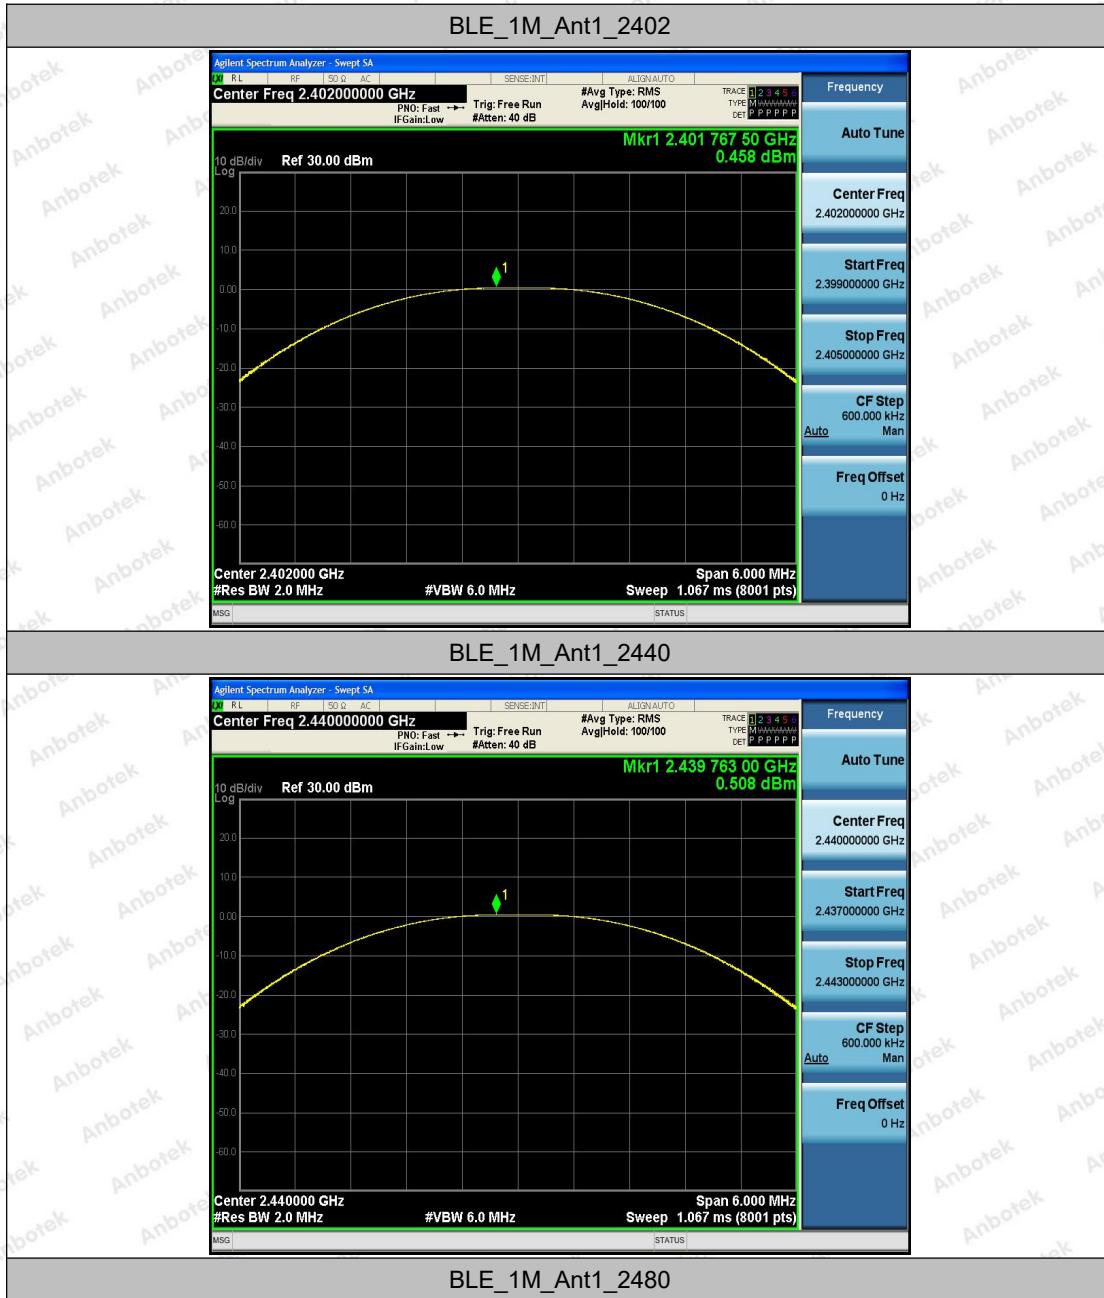 BLE_1M_Ant1_2402
Agilent Spectrum Analyzer - Swept SA
RL RF 50 Ω AC SENSE:INT ALIGNAUTO
Center Freq 2.402000000 GHz
PNO: Fast
IFGain:Low
Trig: Free Run
#Atten: 40 dB
#Avg Type: RMS
Avg|Hold: 100/100
TRACE 1 2 3 4 5 6
TYPE M
DET P P P P P P
Mkr1 2.401 767 50 GHz
0.458 dBm
10 dB/div Ref 30.00 dBm
Log
20.0
10.0
0.00
-10.0
-20.0
-30.0
-40.0
-50.0
-60.0
1
Center 2.402000 GHz
Span 6.000 MHz
#Res BW 2.0 MHz
#VBW 6.0 MHz
Sweep 1.067 ms (8001 pts)
MSG STATUS
Frequency
Auto Tune
Center Freq
2.402000000 GHz
Start Freq
2.399000000 GHz
Stop Freq
2.405000000 GHz
CF Step
600.000 kHz
Auto Man
Freq Offset
0 Hz
BLE_1M_Ant1_2440
Agilent Spectrum Analyzer - Swept SA
RL RF 50 Ω AC SENSE:INT ALIGNAUTO
Center Freq 2.440000000 GHz
PNO: Fast
IFGain:Low
Trig: Free Run
#Atten: 40 dB
#Avg Type: RMS
Avg|Hold: 100/100
TRACE 1 2 3 4 5 6
TYPE M
DET P P P P P P
Mkr1 2.439 763 00 GHz
0.508 dBm
10 dB/div Ref 30.00 dBm
Log
20.0
10.0
0.00
-10.0
-20.0
-30.0
-40.0
-50.0
-60.0
1
Center 2.440000 GHz
Span 6.000 MHz
#Res BW 2.0 MHz
#VBW 6.0 MHz
Sweep 1.067 ms (8001 pts)
MSG STATUS
Frequency
Auto Tune
Center Freq
2.440000000 GHz
Start Freq
2.437000000 GHz
Stop Freq
2.443000000 GHz
CF Step
600.000 kHz
Auto Man
Freq Offset
0 Hz
BLE_1M_Ant1_2480